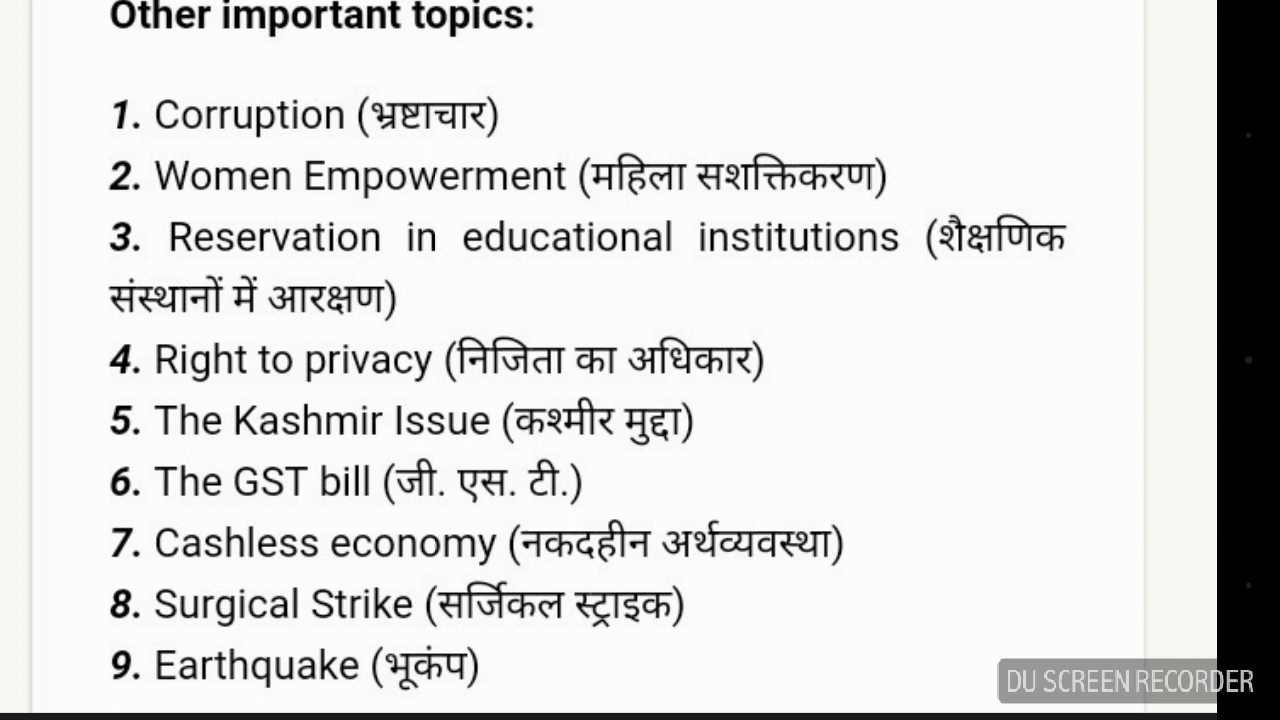 Other important topics:
1. Corruption (भ्रष्टाचार)
2. Women Empowerment (महिला सशक्तिकरण)
3. Reservation in educational institutions (शैक्षणिक
संस्थानों में आरक्षण)
4. Right to privacy (निजिता का अधिकार)
5. The Kashmir Issue (कश्मीर मुद्दा)
6. The GST bill (जी. एस. टी.)
7. Cashless economy (नकदहीन अर्थव्यवस्था)
8. Surgical Strike (सर्जिकल स्ट्राइक)
9. Earthquake (भूकंप)
DU SCREEN RECORDER